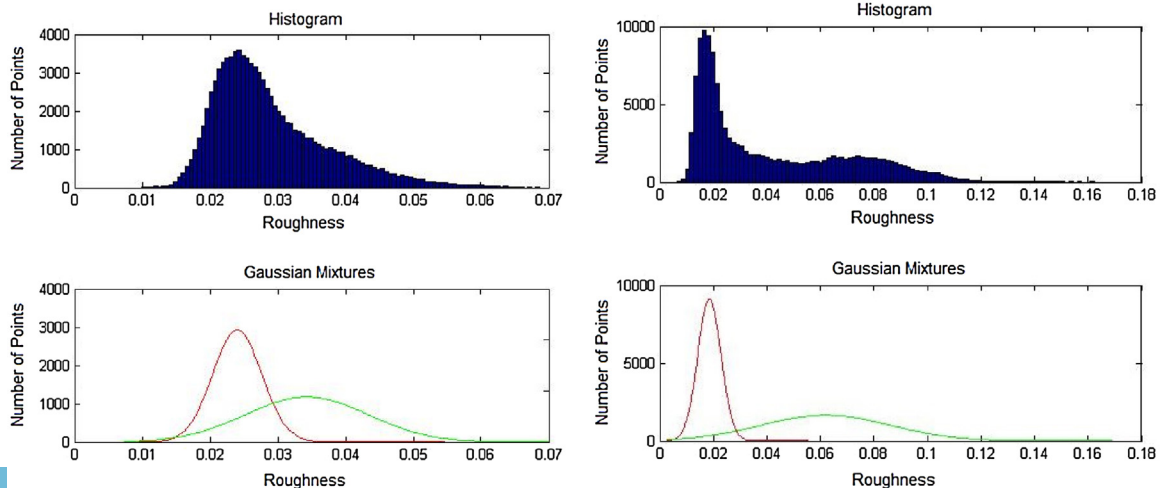 Histogram
Number of Points
4000
3000
2000
1000
0
0 0.01 0.02 0.03 0.04 0.05 0.06 0.07
Roughness
Histogram
Number of Points
10000
5000
0
0 0.02 0.04 0.06 0.08 0.1 0.12 0.14 0.16 0.18
Roughness
Gaussian Mixtures
Number of Points
4000
3000
2000
1000
0
0 0.01 0.02 0.03 0.04 0.05 0.06 0.07
Roughness
Gaussian Mixtures
Number of Points
10000
5000
0
0 0.02 0.04 0.06 0.08 0.1 0.12 0.14 0.16 0.18
Roughness